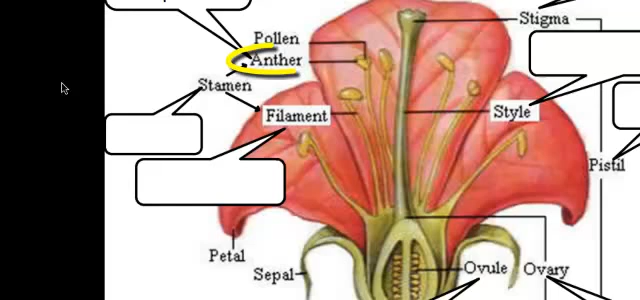 Stigma
Pollen
Anther
Stamen
Filament
Style
Pistil
Petal
Sepal
Ovule
Ovary